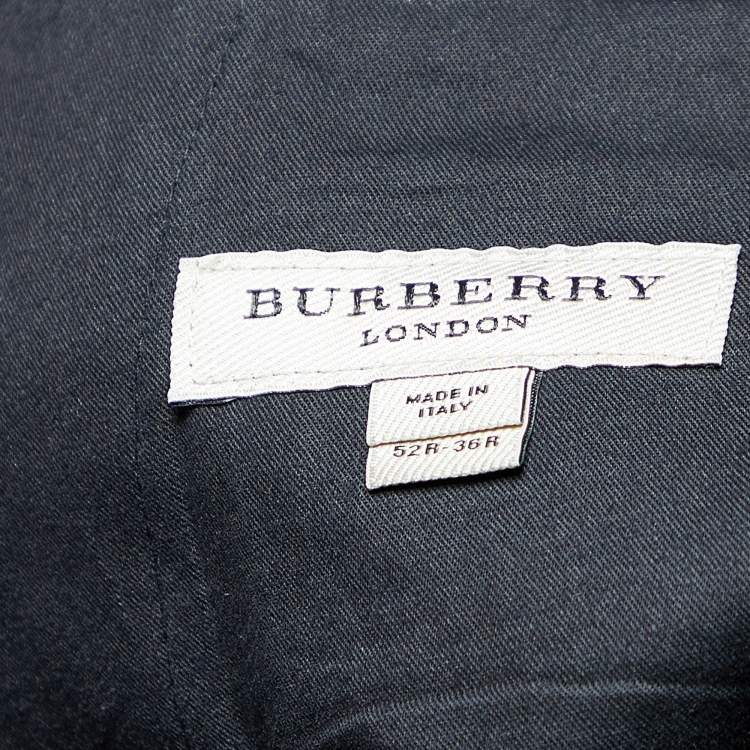 BURBERRY
LONDON
MADE IN
ITALY
52R-36R